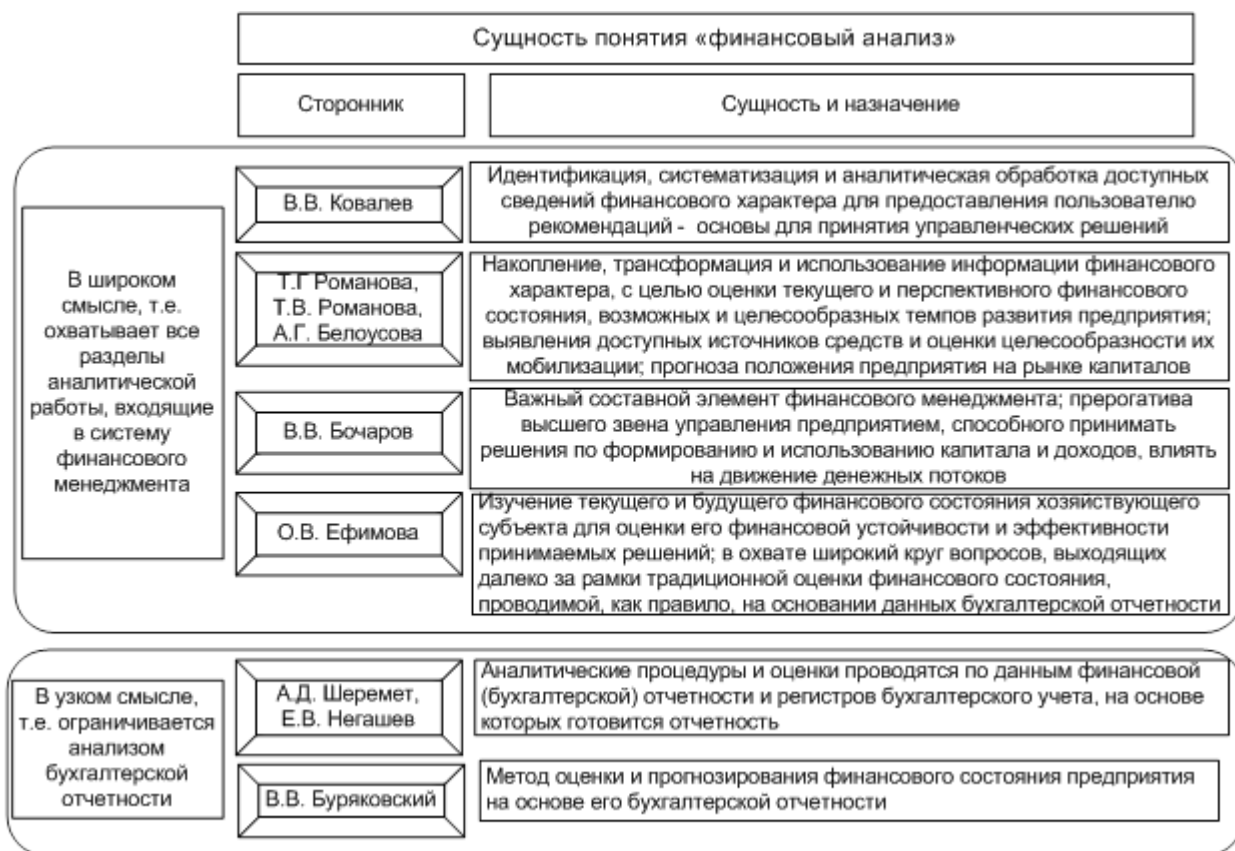 Сущность понятия «финансовый анализ»
Сторонник
Сущность и назначение
В широком
смысле, т.е.
охватывает все
разделы
аналитической
работы, входящие
в систему
финансового
менеджмента
В.В. Ковалев
Идентификация, систематизация и аналитическая обработка доступных
сведений финансового характера для предоставления пользователю
рекомендаций - основы для принятия управленческих решений
Т.Г Романова,
Т.В. Романова,
А.Г. Белоусова
Накопление, трансформация и использование информации финансового
характера, с целью оценки текущего и перспективного финансового
состояния, возможных и целесообразных темпов развития предприятия;
выявления доступных источников средств и оценки целесообразности их
мобилизации; прогноза положения предприятия на рынке капиталов
В.В. Бочаров
Важный составной элемент финансового менеджмента; прерогатива
высшего звена управления предприятием, способного принимать
решения по формированию и использованию капитала и доходов, влиять
на движение денежных потоков
О.В. Ефимова
Изучение текущего и будущего финансового состояния хозяйствующего
субъекта для оценки его финансовой устойчивости и эффективности
принимаемых решений; в охвате широкий круг вопросов, выходящих
далеко за рамки традиционной оценки финансового состояния,
проводимой, как правило, на основании данных бухгалтерской отчетности
В узком смысле,
т.е. ограничивается
анализом
бухгалтерской
отчетности
А.Д. Шеремет,
Е.В. Негашев
Аналитические процедуры и оценки проводятся по данным финансовой
(бухгалтерской) отчетности и регистров бухгалтерского учета, на основе
которых готовится отчетность
В.В. Буряковский
Метод оценки и прогнозирования финансового состояния предприятия
на основе его бухгалтерской отчетности